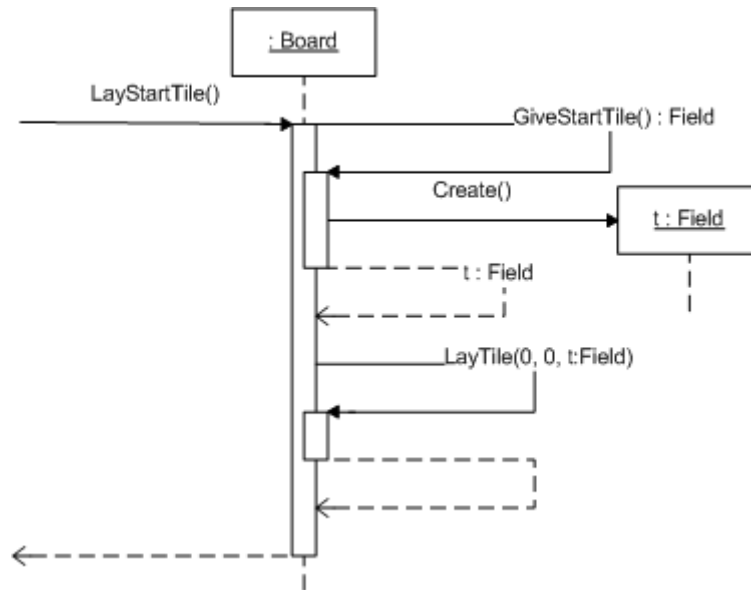 : Board
LayStartTile()
GiveStartTile() : Field
Create()
t : Field
t : Field
LayTile(0, 0, t:Field)